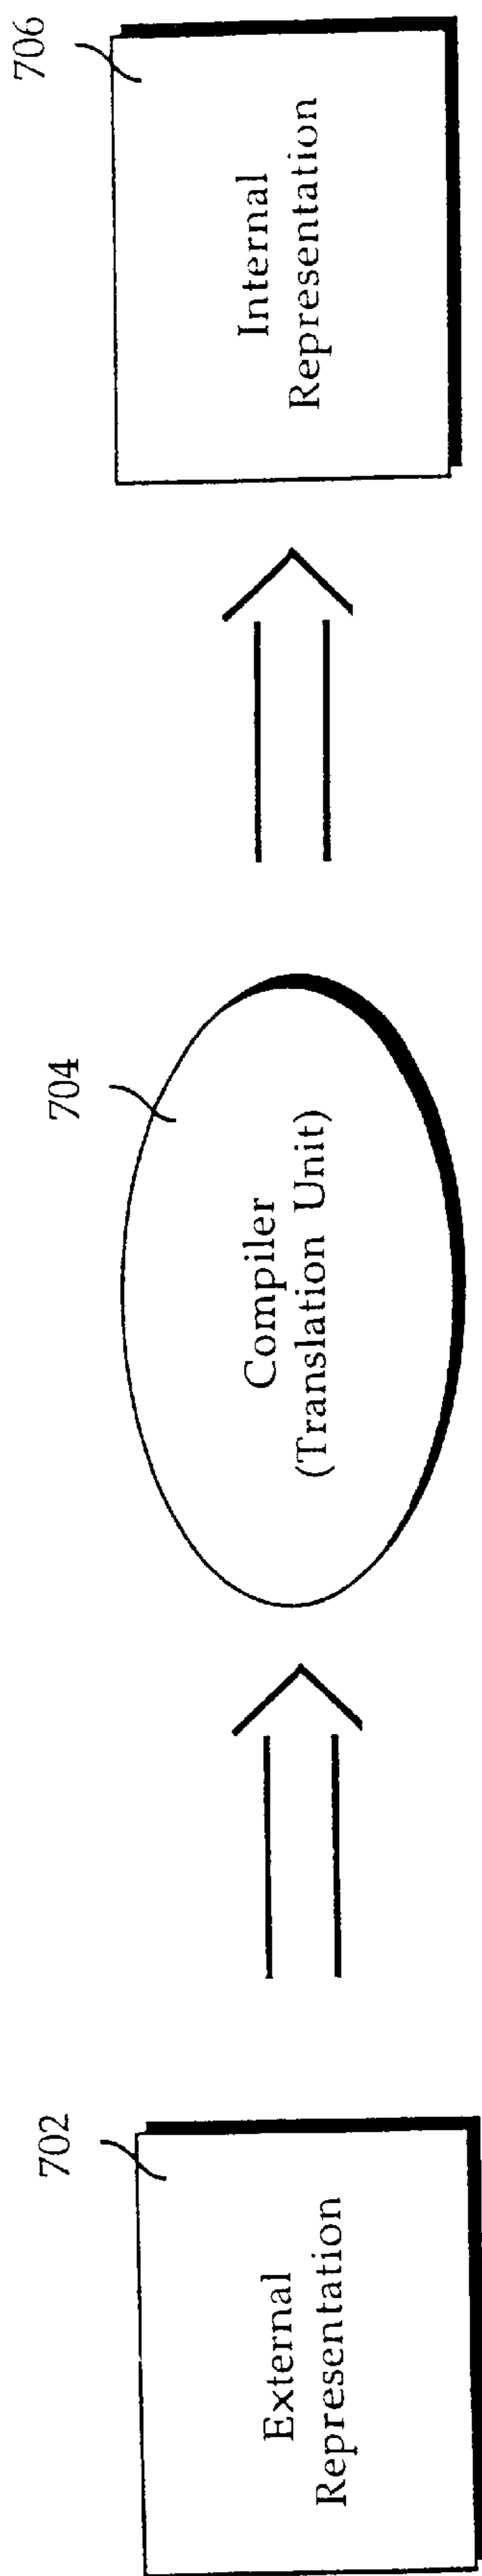 702
External
Representation
704
Compiler
(Translation Unit)
706
Internal
Representation